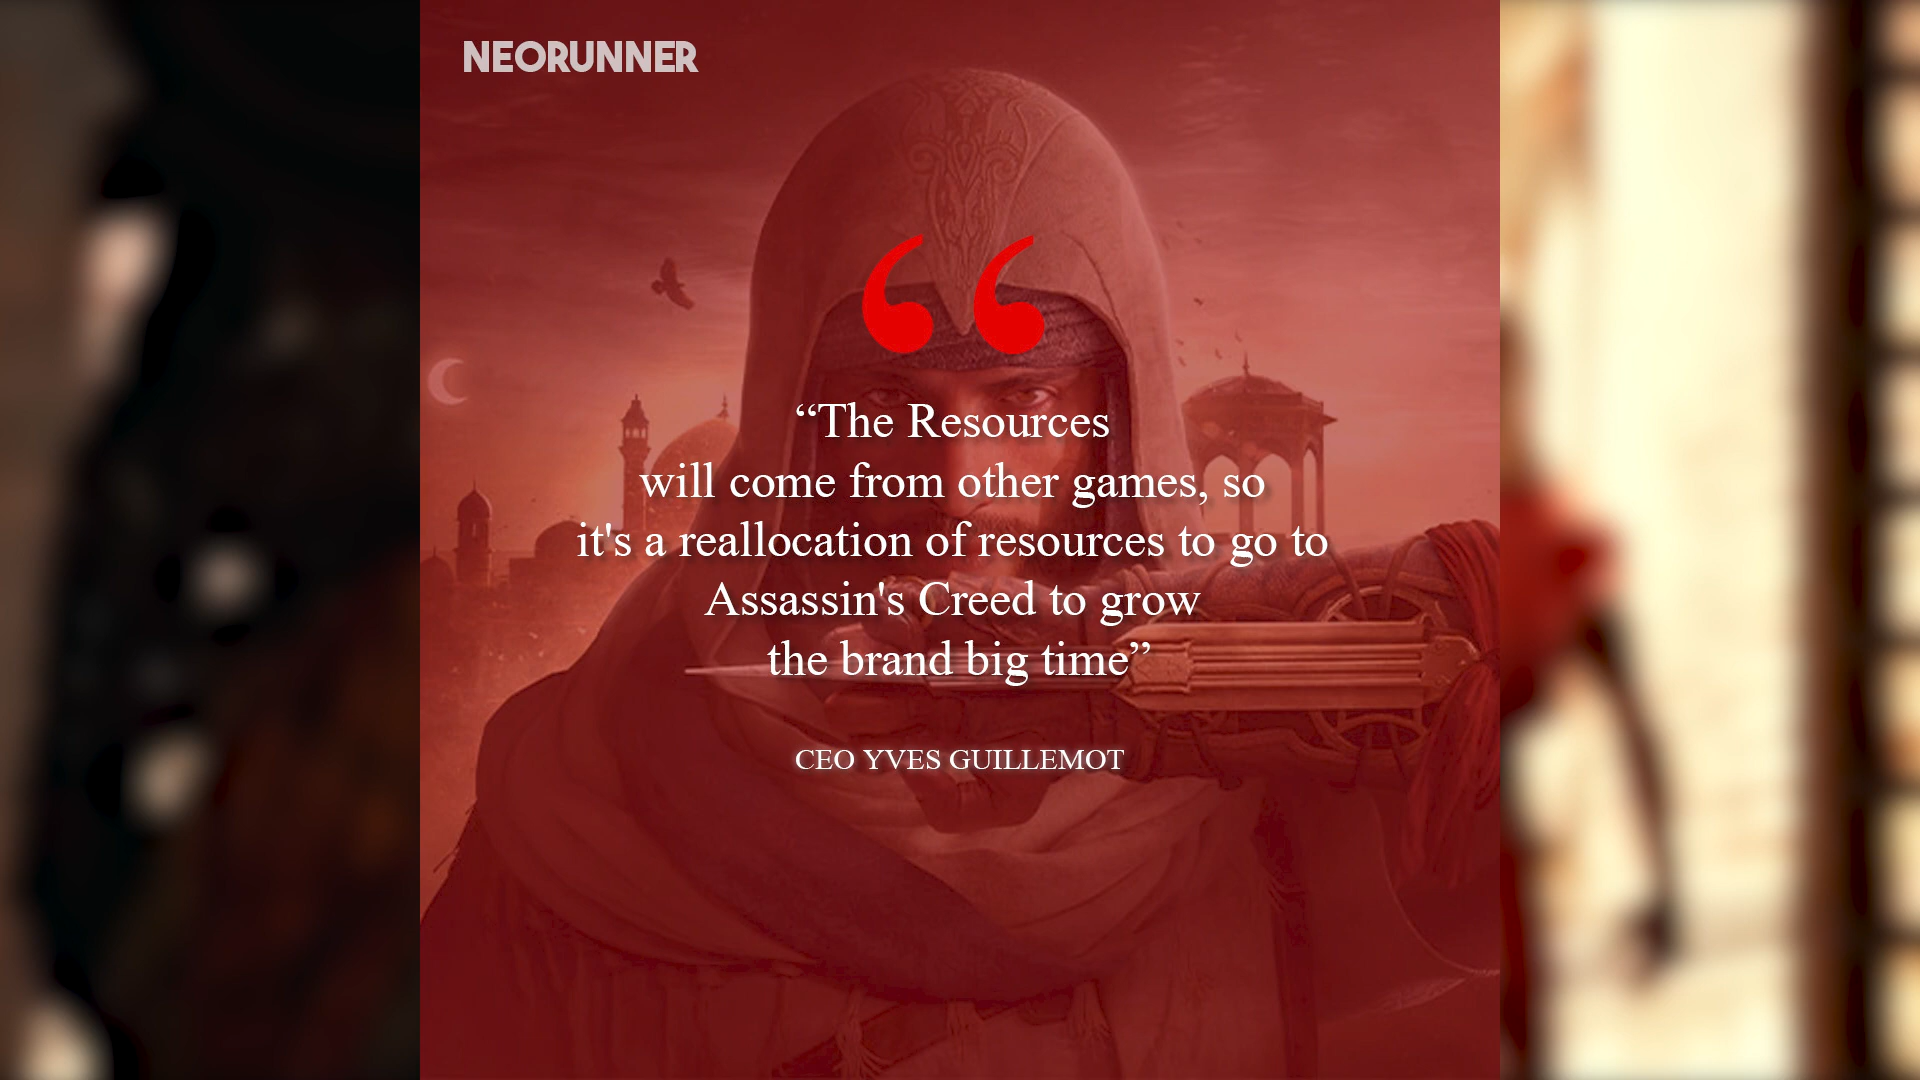 NEORUNNER
“The Resources
will come from other games, so
it's a reallocation of resources to go to
Assassin's Creed to grow
the brand big time”
CEO YVES GUILLEMOT